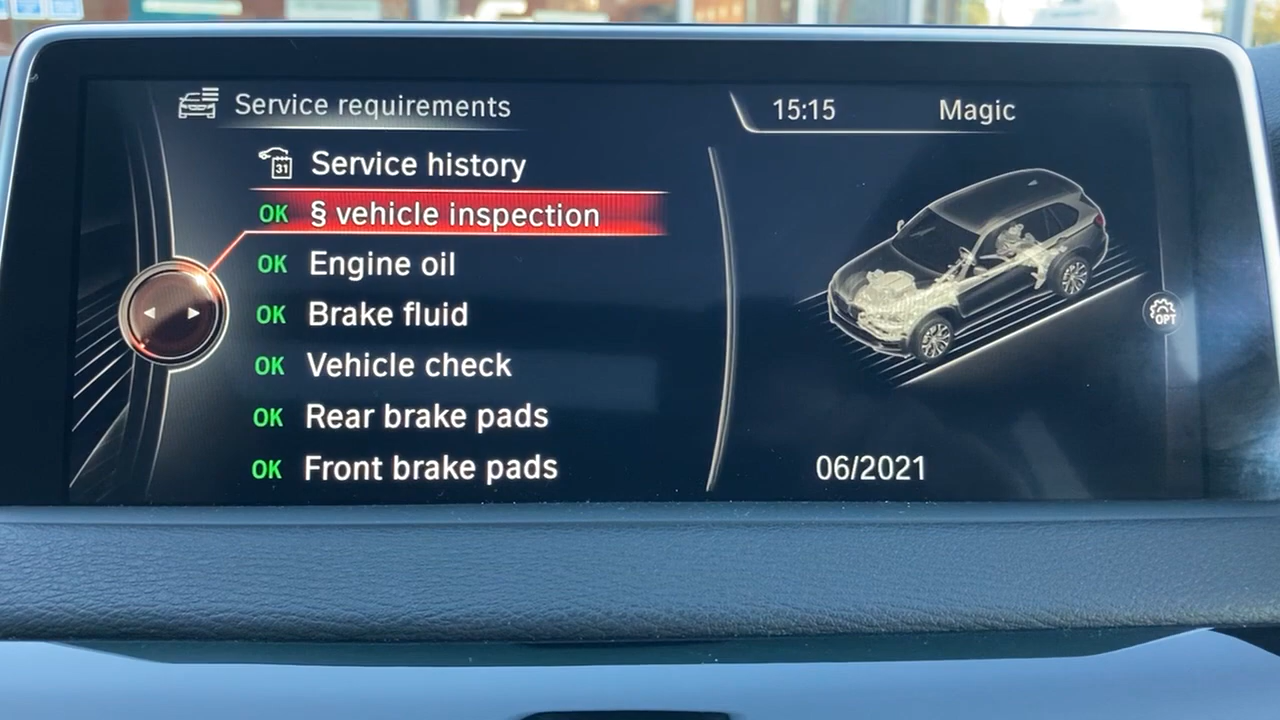 Service requirements
15:15
Magic
31
Service history
OK § vehicle inspection
OK Engine oil
OK Brake fluid
OK Vehicle check
OK Rear brake pads
OK Front brake pads
OPT
06/2021